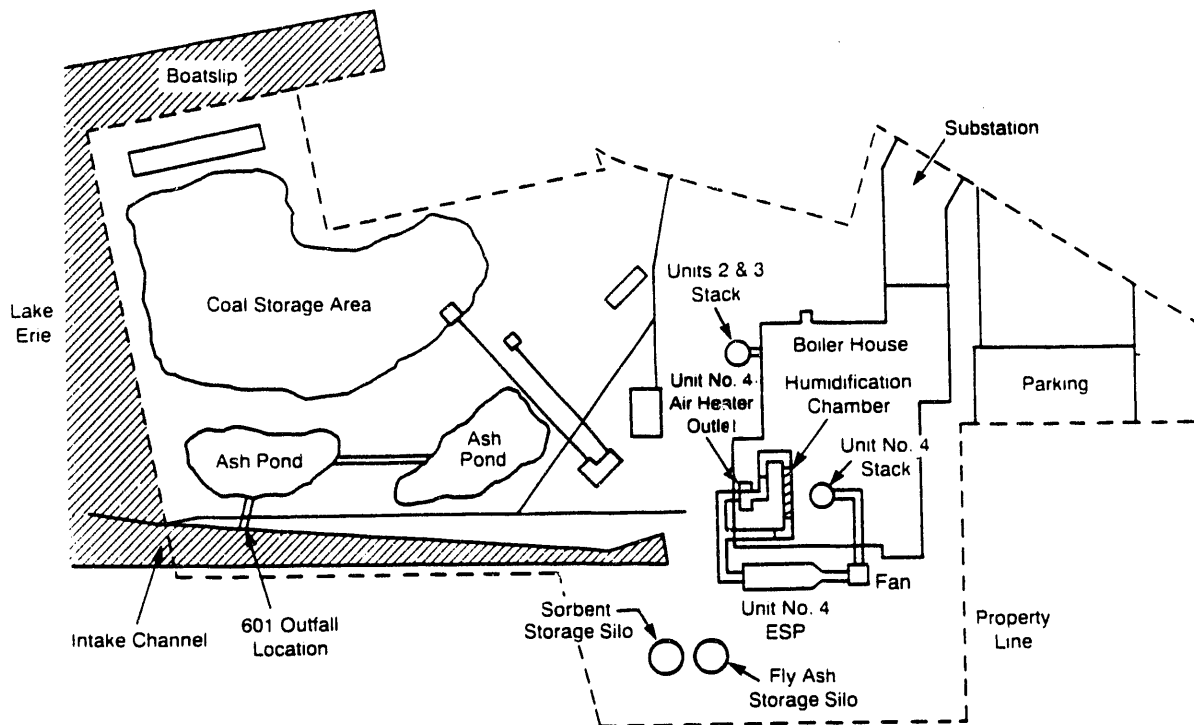 Boatslip
Substation
Lake
Erie
Coal Storage Area
Units 2 & 3
Stack
Boiler House
Unit No. 4
Air Heater
Outlet
Humidification
Chamber
Parking
Ash Pond
Ash
Pond
Unit No. 4
Stack
Fan
Intake Channel
601 Outfall
Location
Sorbent
Storage Silo
Unit No. 4
ESP
Property
Line
Fly Ash
Storage Silo